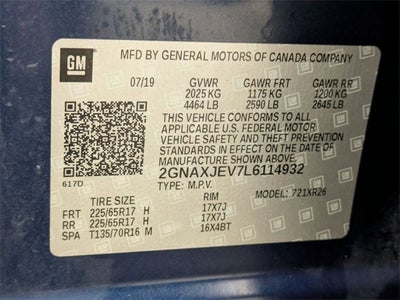 GM
MFD BY GENERAL MOTORS OF CANADA COMPANY
07/19 GVWR GAWR FRT GAWR RR
2025 KG 1175 KG 1200 KG
4464 LB 2590 LB 2645 LB
THIS VEHICLE CONFORMS TO ALL
APPLICABLE U.S. FEDERAL MOTOR
VEHICLE SAFETY, BUMPER, AND THEFT PREVENTION
STANDARDS IN EFFECT ON THE DATE OF
MANUFACTURE SHOWN ABOVE.
2GNAXJEV7L6114932
617D TYPE: M.P.V. MODEL: 721XR26
TIRE SIZE RIM
FRT 225/65R17 H 17X7J
RR 225/65R17 H 17X7J
SPA T135/70R16 M 16X4BT